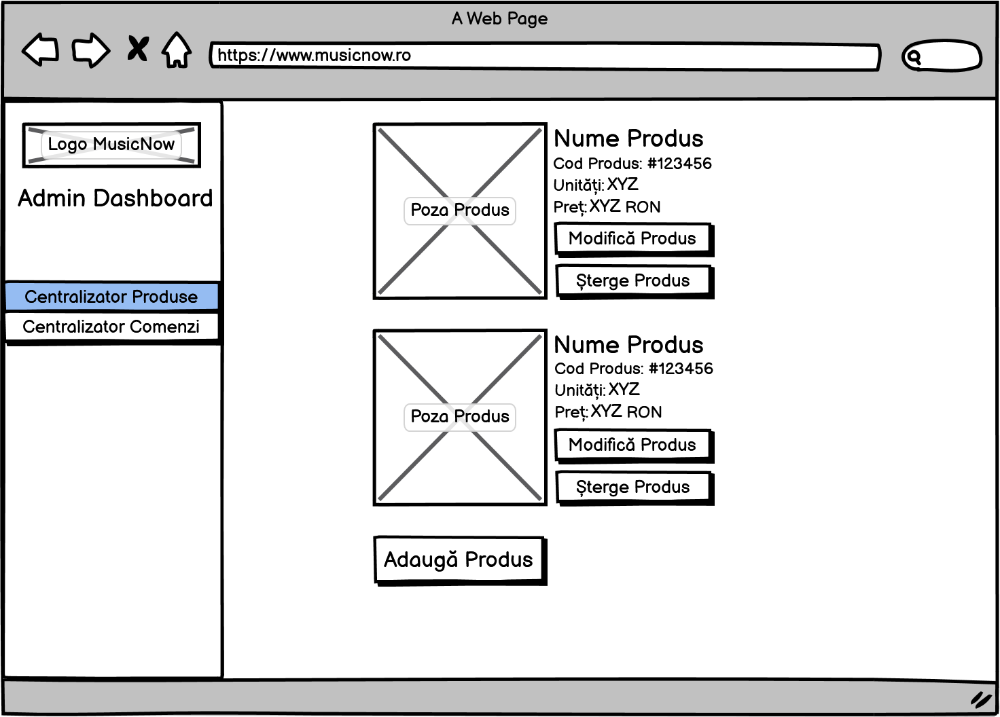 A Web Page
https://www.musicnow.ro
Logo MusicNow
Admin Dashboard
Centralizator Produse
Centralizator Comenzi
Poza Produs
Nume Produs
Cod Produs: #123456
Unități: XYZ
Preț: XYZ RON
Modifică Produs
Șterge Produs
Poza Produs
Nume Produs
Cod Produs: #123456
Unități: XYZ
Preț: XYZ RON
Modifică Produs
Șterge Produs
Adaugă Produs